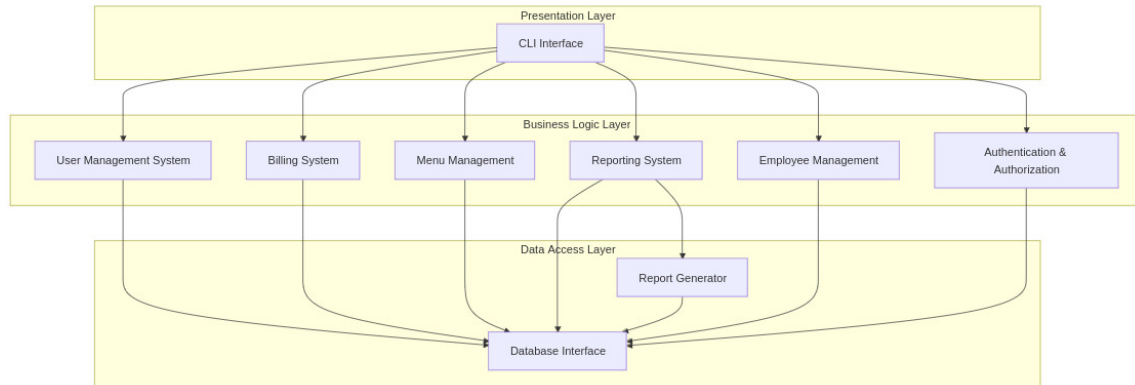 Presentation Layer
CLI Interface
Business Logic Layer
User Management System
Billing System
Menu Management
Reporting System
Employee Management
Authentication &
Authorization
Data Access Layer
Report Generator
Database Interface